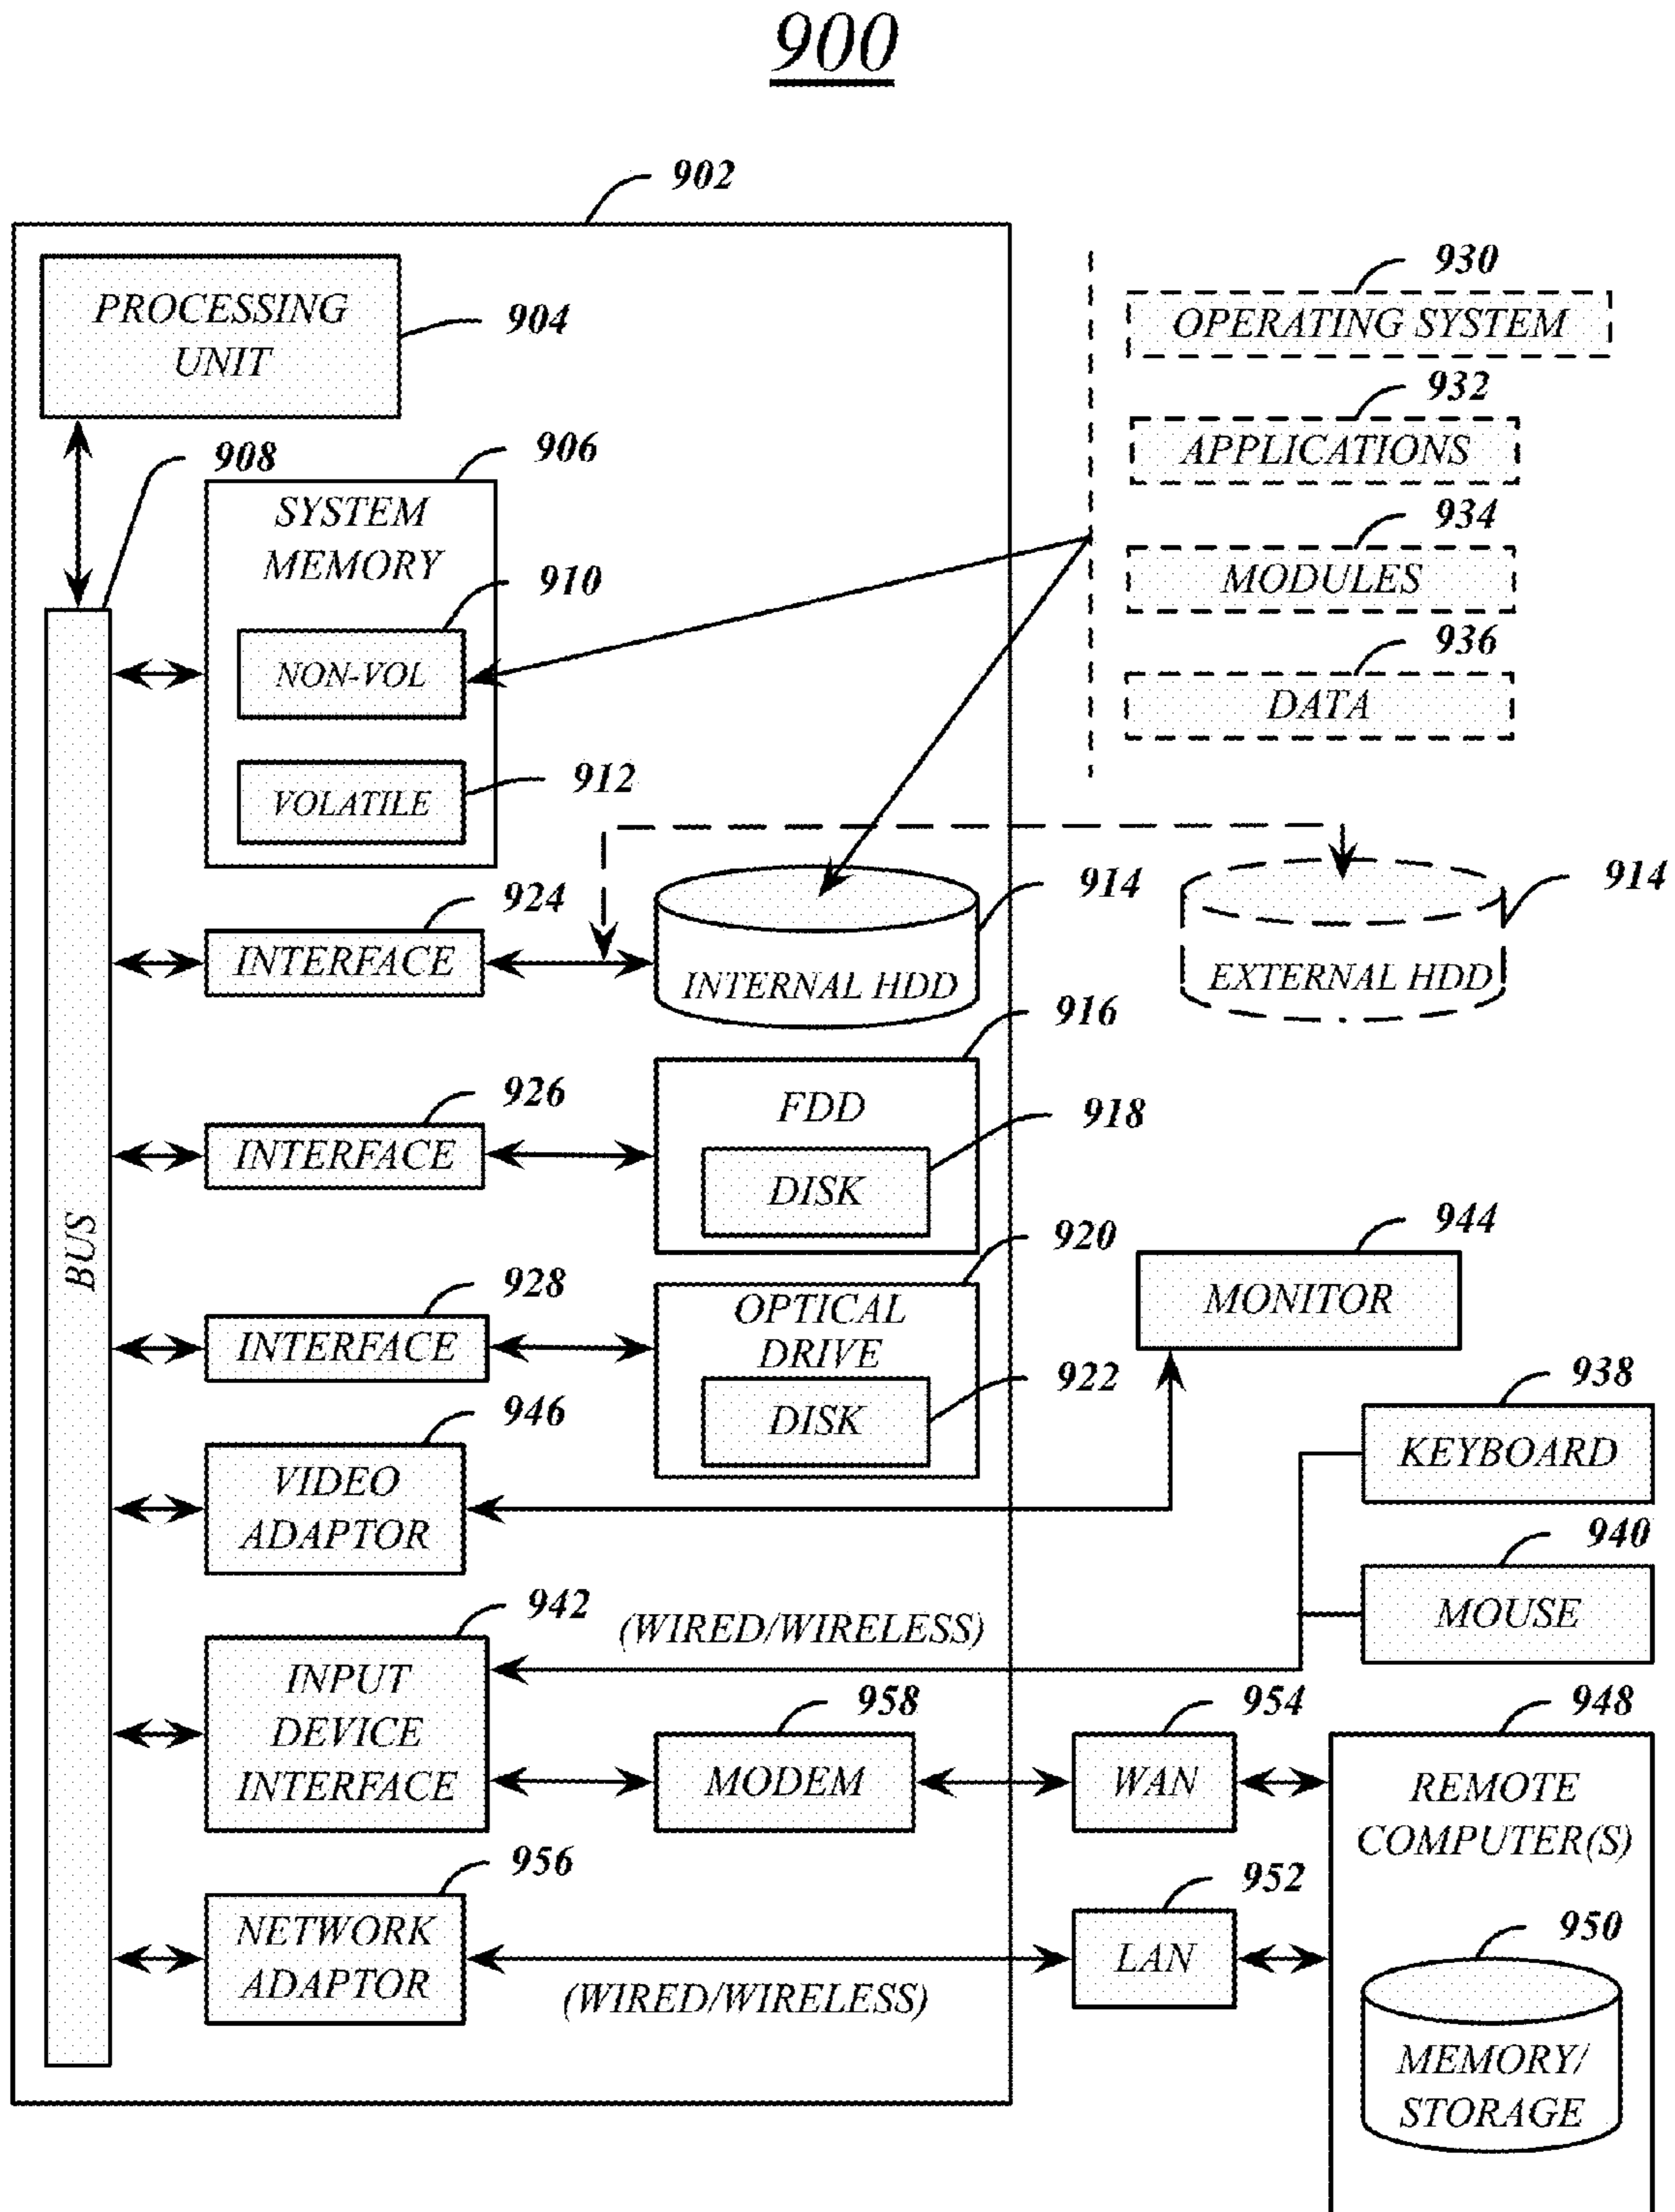 900
902
PROCESSING
UNIT
904
930
OPERATING SYSTEM
932
APPLICATIONS
934
MODULES
936
DATA
908
906
SYSTEM
MEMORY
910
NON-VOL
912
VOLATILE
BUS
924
INTERFACE
914
INTERNAL HDD
914
EXTERNAL HDD
926
INTERFACE
916
FDD
918
DISK
928
INTERFACE
920
OPTICAL
DRIVE
922
DISK
944
MONITOR
946
VIDEO
ADAPTOR
938
KEYBOARD
940
MOUSE
942
INPUT
DEVICE
INTERFACE
(WIRED/WIRELESS)
958
MODEM
954
WAN
948
REMOTE
COMPUTER(S)
956
NETWORK
ADAPTOR
(WIRED/WIRELESS)
952
LAN
950
MEMORY/
STORAGE